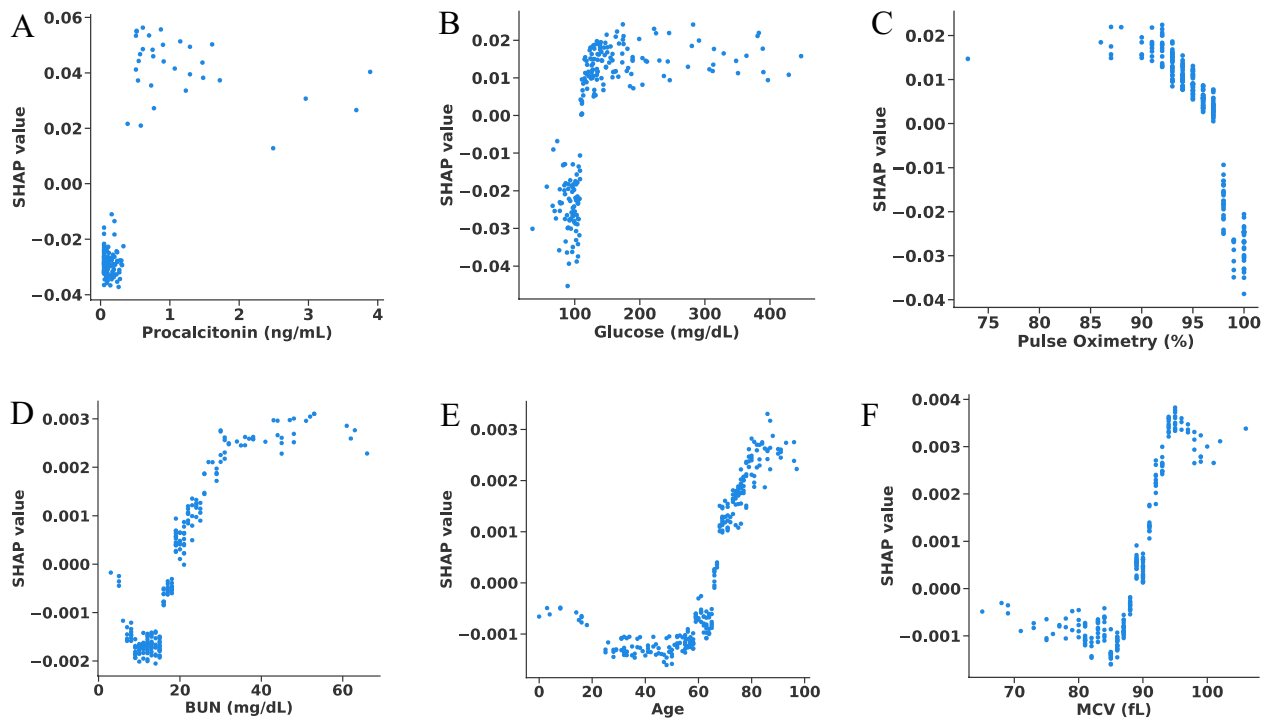 A
0.06
0.04
0.02
0.00
−0.02
−0.04
SHAP value
0 1 2 3 4
Procalcitonin (ng/mL)
B
0.02
0.01
0.00
−0.01
−0.02
−0.03
−0.04
SHAP value
100 200 300 400
Glucose (mg/dL)
C
0.02
0.01
0.00
−0.01
−0.02
−0.03
−0.04
SHAP value
75 80 85 90 95 100
Pulse Oximetry (%)
D
0.003
0.002
0.001
0.000
−0.001
−0.002
SHAP value
0 20 40 60
BUN (mg/dL)
E
0.003
0.002
0.001
0.000
−0.001
SHAP value
0 20 40 60 80 100
Age
F
0.004
0.003
0.002
0.001
0.000
−0.001
SHAP value
70 80 90 100
MCV (fL)